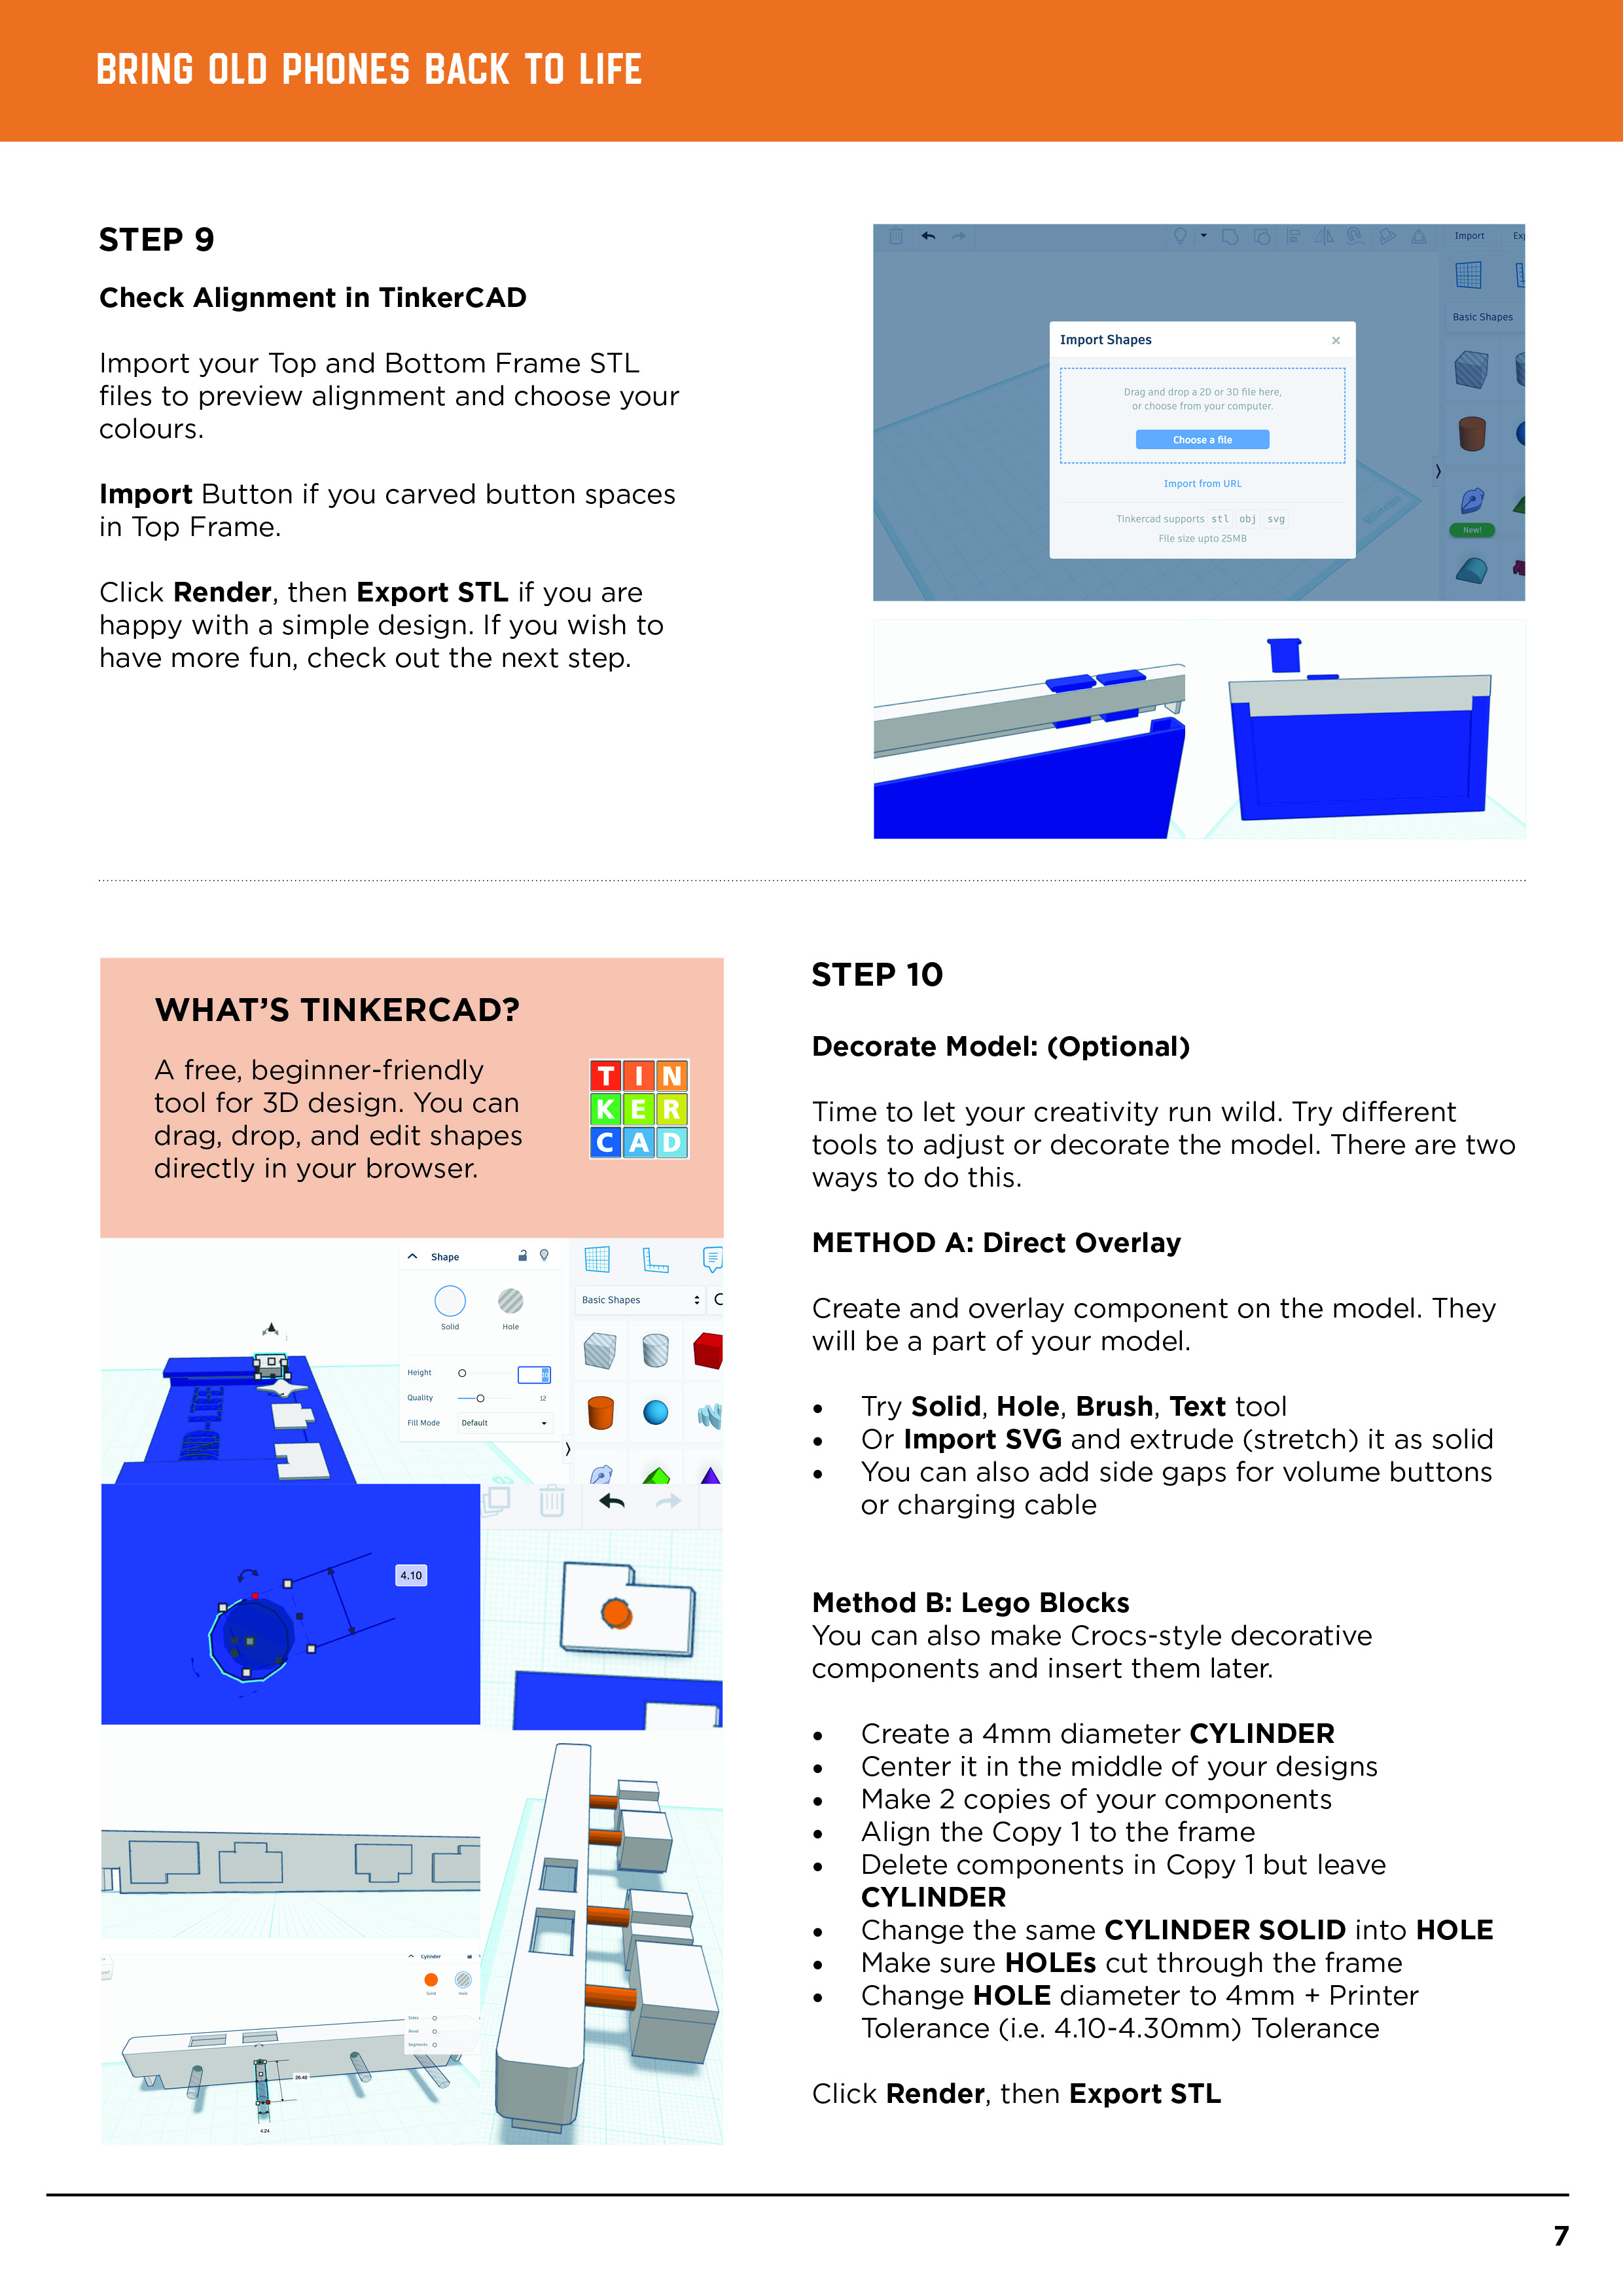 BRING OLD PHONES BACK TO LIFE
STEP 9
Check Alignment in TinkerCAD
Import your Top and Bottom Frame STL
files to preview alignment and choose your
colours.
Import Button if you carved button spaces
in Top Frame.
Click Render, then Export STL if you are
happy with a simple design. If you wish to
have more fun, check out the next step.
Import
Basic Shapes
New!
Import Shapes
Drag and drop a 2D or 3D file here,
or choose from your computer.
Choose a file
Import from URL
Tinkercad supports stl obj svg
File size upto 25MB
WHAT'S TINKERCAD?
A free, beginner-friendly
tool for 3D design. You can
drag, drop, and edit shapes
directly in your browser.
TIN
KER
CAD
Shape
Solid Hole
Height
Quality 12
Fill Mode Default
Basic Shapes
4.10
Cylinder
Solid Hole
Sides
Bevel
Segments
26.40
4.24
STEP 10
Decorate Model: (Optional)
Time to let your creativity run wild. Try different
tools to adjust or decorate the model. There are two
ways to do this.
METHOD A: Direct Overlay
Create and overlay component on the model. They
will be a part of your model.
• Try Solid, Hole, Brush, Text tool
• Or Import SVG and extrude (stretch) it as solid
• You can also add side gaps for volume buttons
or charging cable
Method B: Lego Blocks
You can also make Crocs-style decorative
components and insert them later.
• Create a 4mm diameter CYLINDER
• Center it in the middle of your designs
• Make 2 copies of your components
• Align the Copy 1 to the frame
• Delete components in Copy 1 but leave
CYLINDER
• Change the same CYLINDER SOLID into HOLE
• Make sure HOLEs cut through the frame
• Change HOLE diameter to 4mm + Printer
Tolerance (i.e. 4.10-4.30mm) Tolerance
Click Render, then Export STL
7